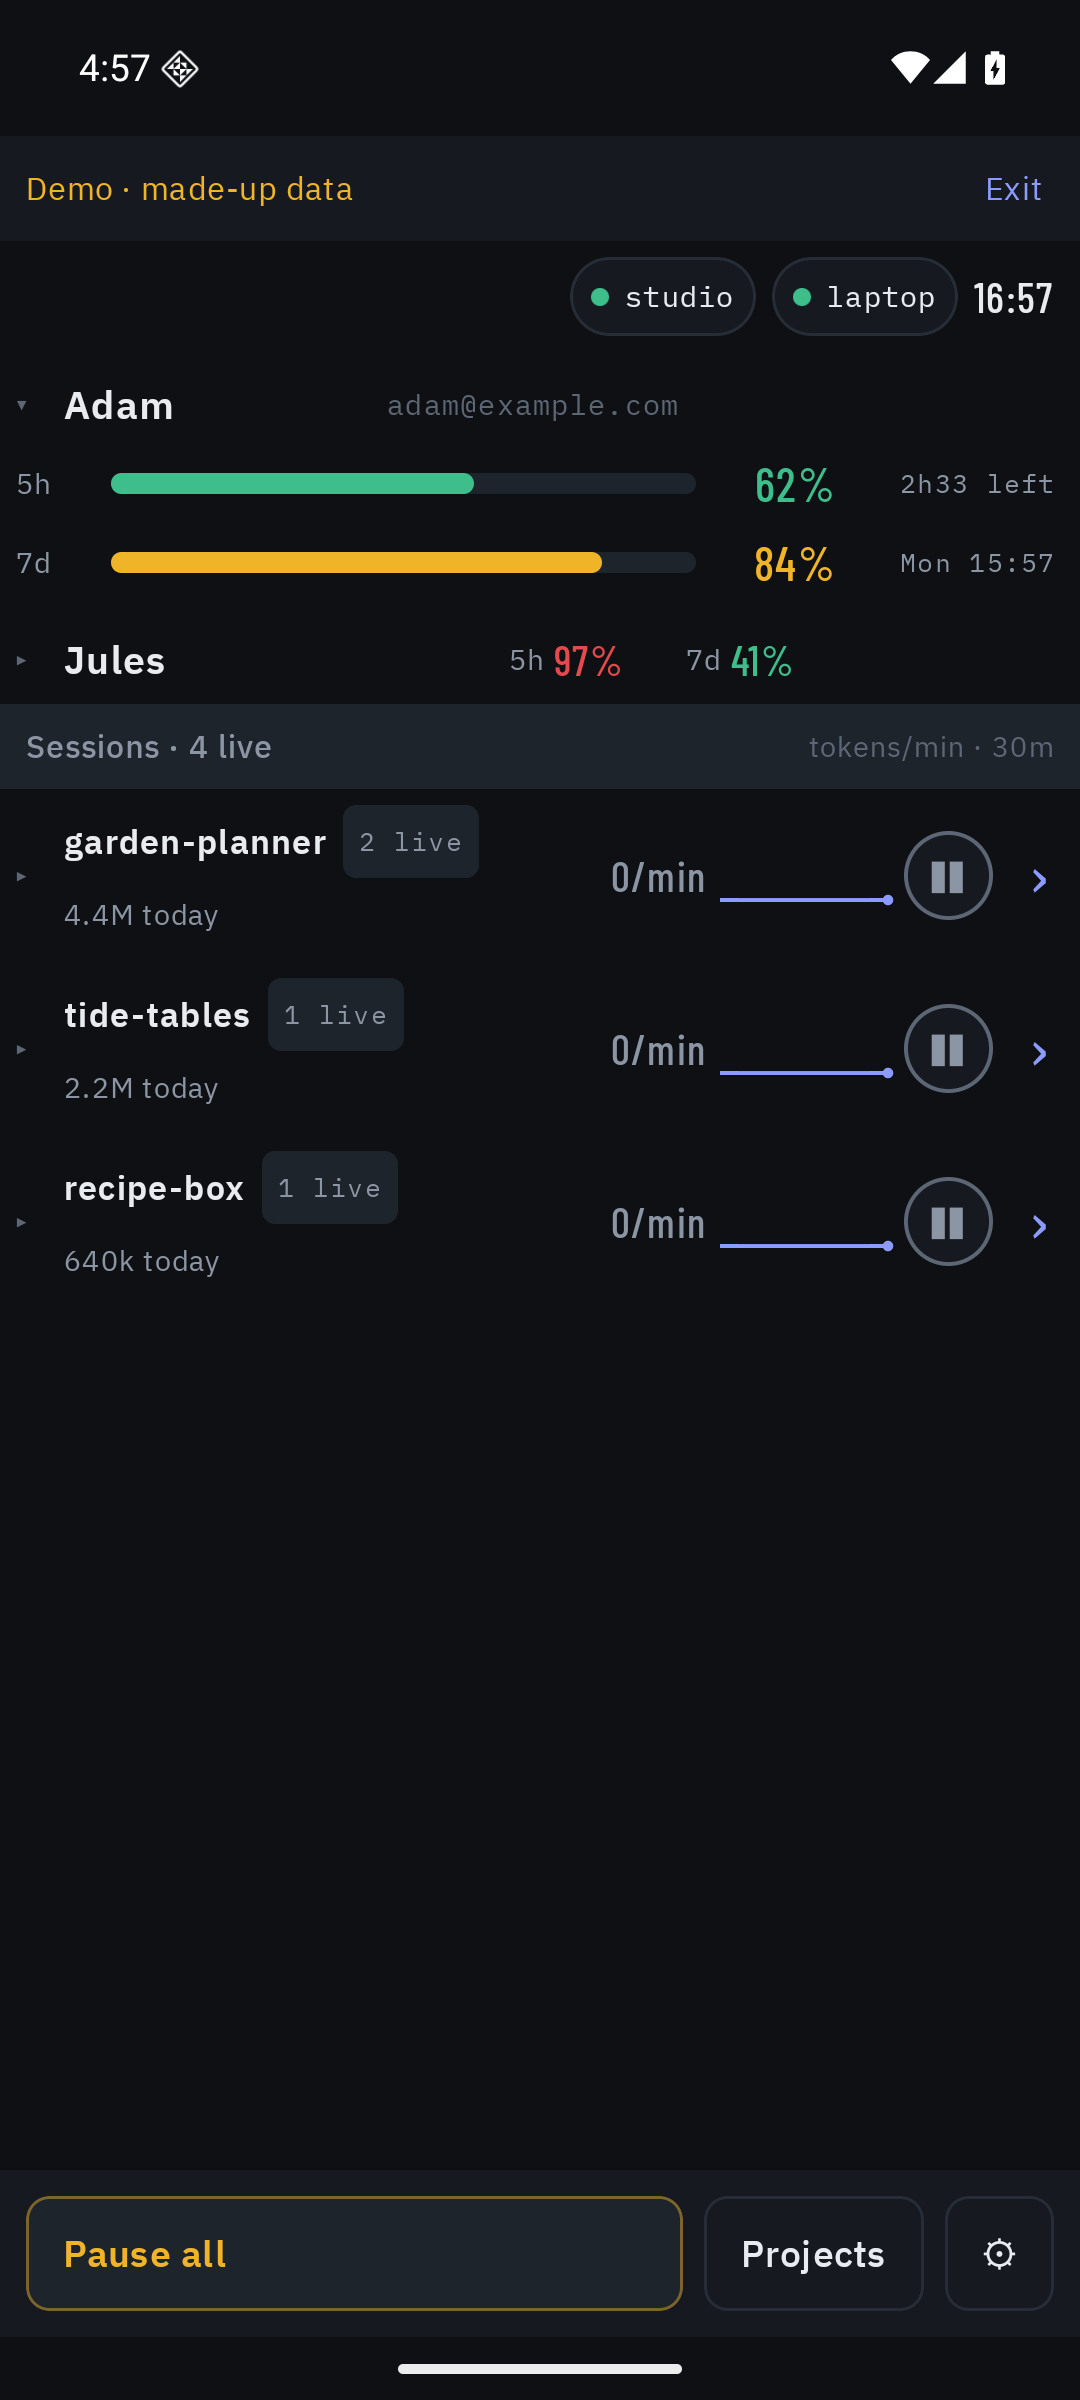 4:57
Demo · made-up data Exit
studio laptop 16:57
Adam adam@example.com
5h 62% 2h33 left
7d 84% Mon 15:57
Jules 5h 97% 7d 41%
Sessions · 4 live tokens/min · 30m
garden-planner 2 live
0/min
4.4M today
tide-tables 1 live
0/min
2.2M today
recipe-box 1 live
0/min
640k today
Pause all Projects